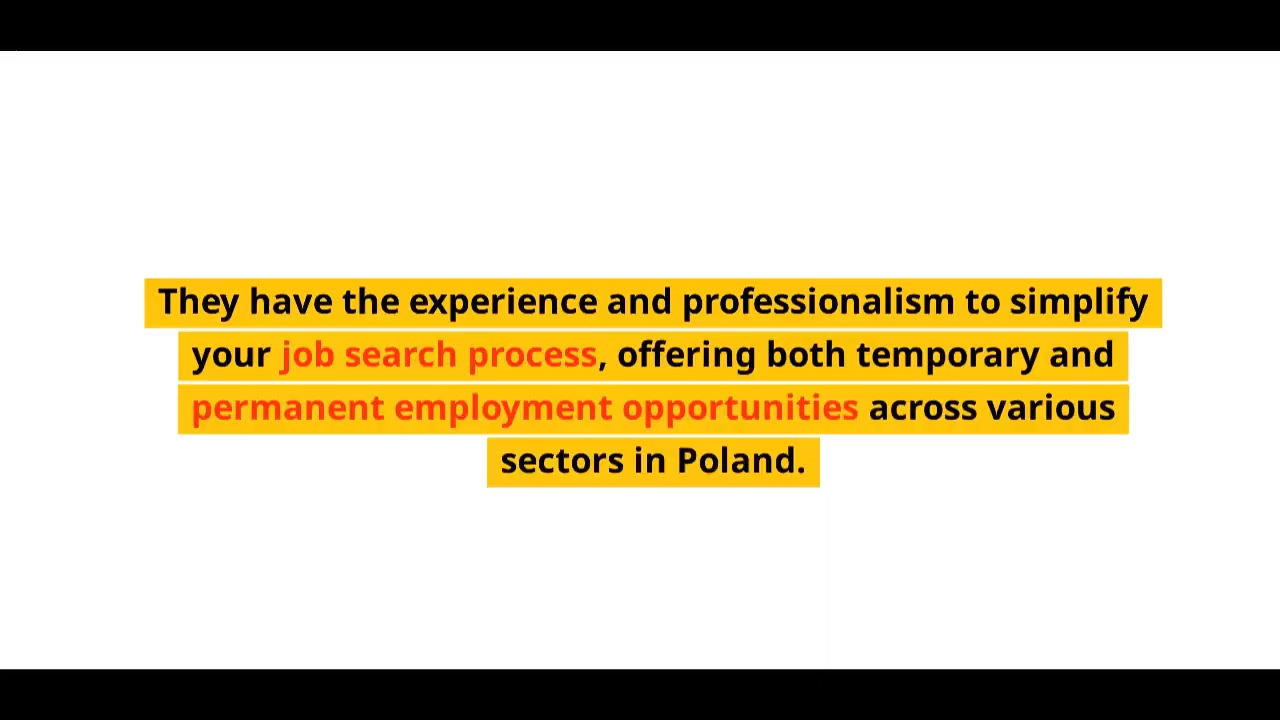 They have the experience and professionalism to simplify
your job search process, offering both temporary and
permanent employment opportunities across various
sectors in Poland.